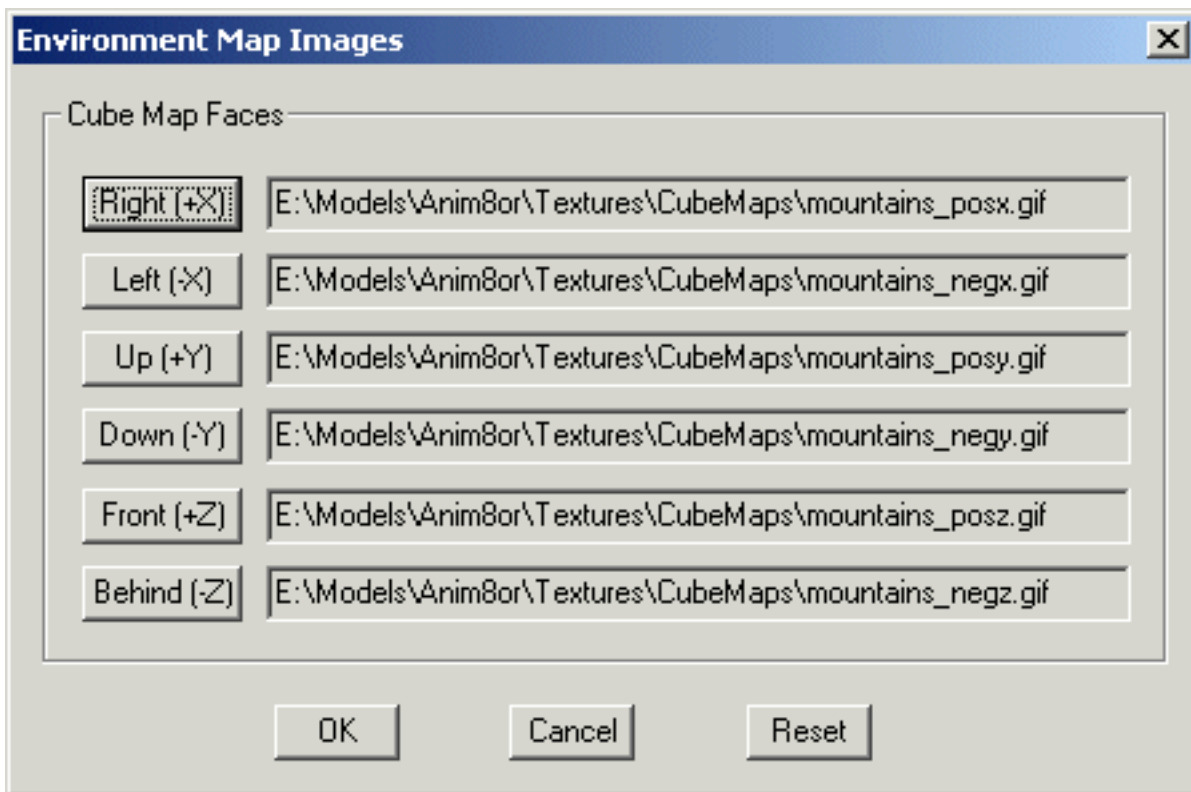 Environment Map Images
Cube Map Faces
Right (+X) E:\Models\Anim8or\Textures\CubeMaps\mountains_posx.gif
Left (-X) E:\Models\Anim8or\Textures\CubeMaps\mountains_negx.gif
Up (+Y) E:\Models\Anim8or\Textures\CubeMaps\mountains_posy.gif
Down (-Y) E:\Models\Anim8or\Textures\CubeMaps\mountains_negy.gif
Front (+Z) E:\Models\Anim8or\Textures\CubeMaps\mountains_posz.gif
Behind (-Z) E:\Models\Anim8or\Textures\CubeMaps\mountains_negz.gif
OK Cancel Reset